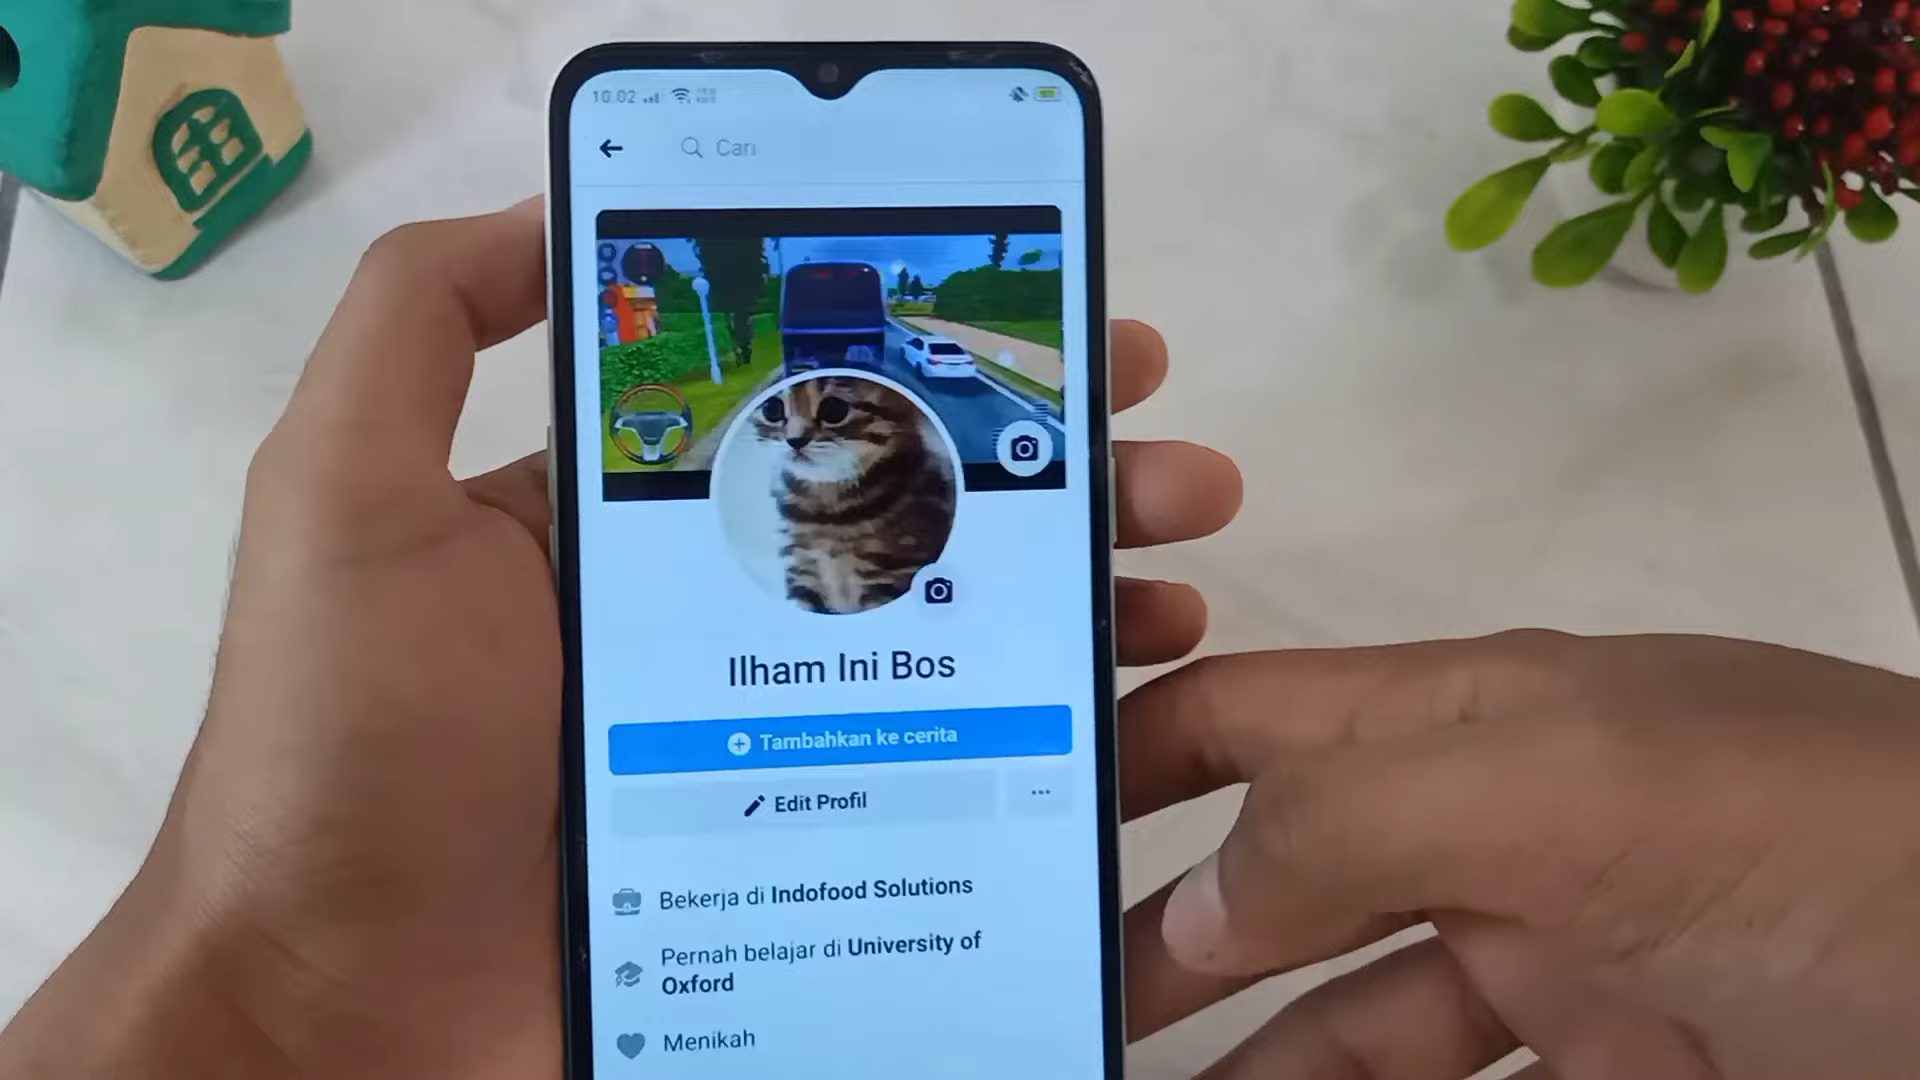 10.02
Cari
Ilham Ini Bos
Tambahkan ke cerita
Edit Profil
Bekerja di Indofood Solutions
Pernah belajar di University of
Oxford
Menikah